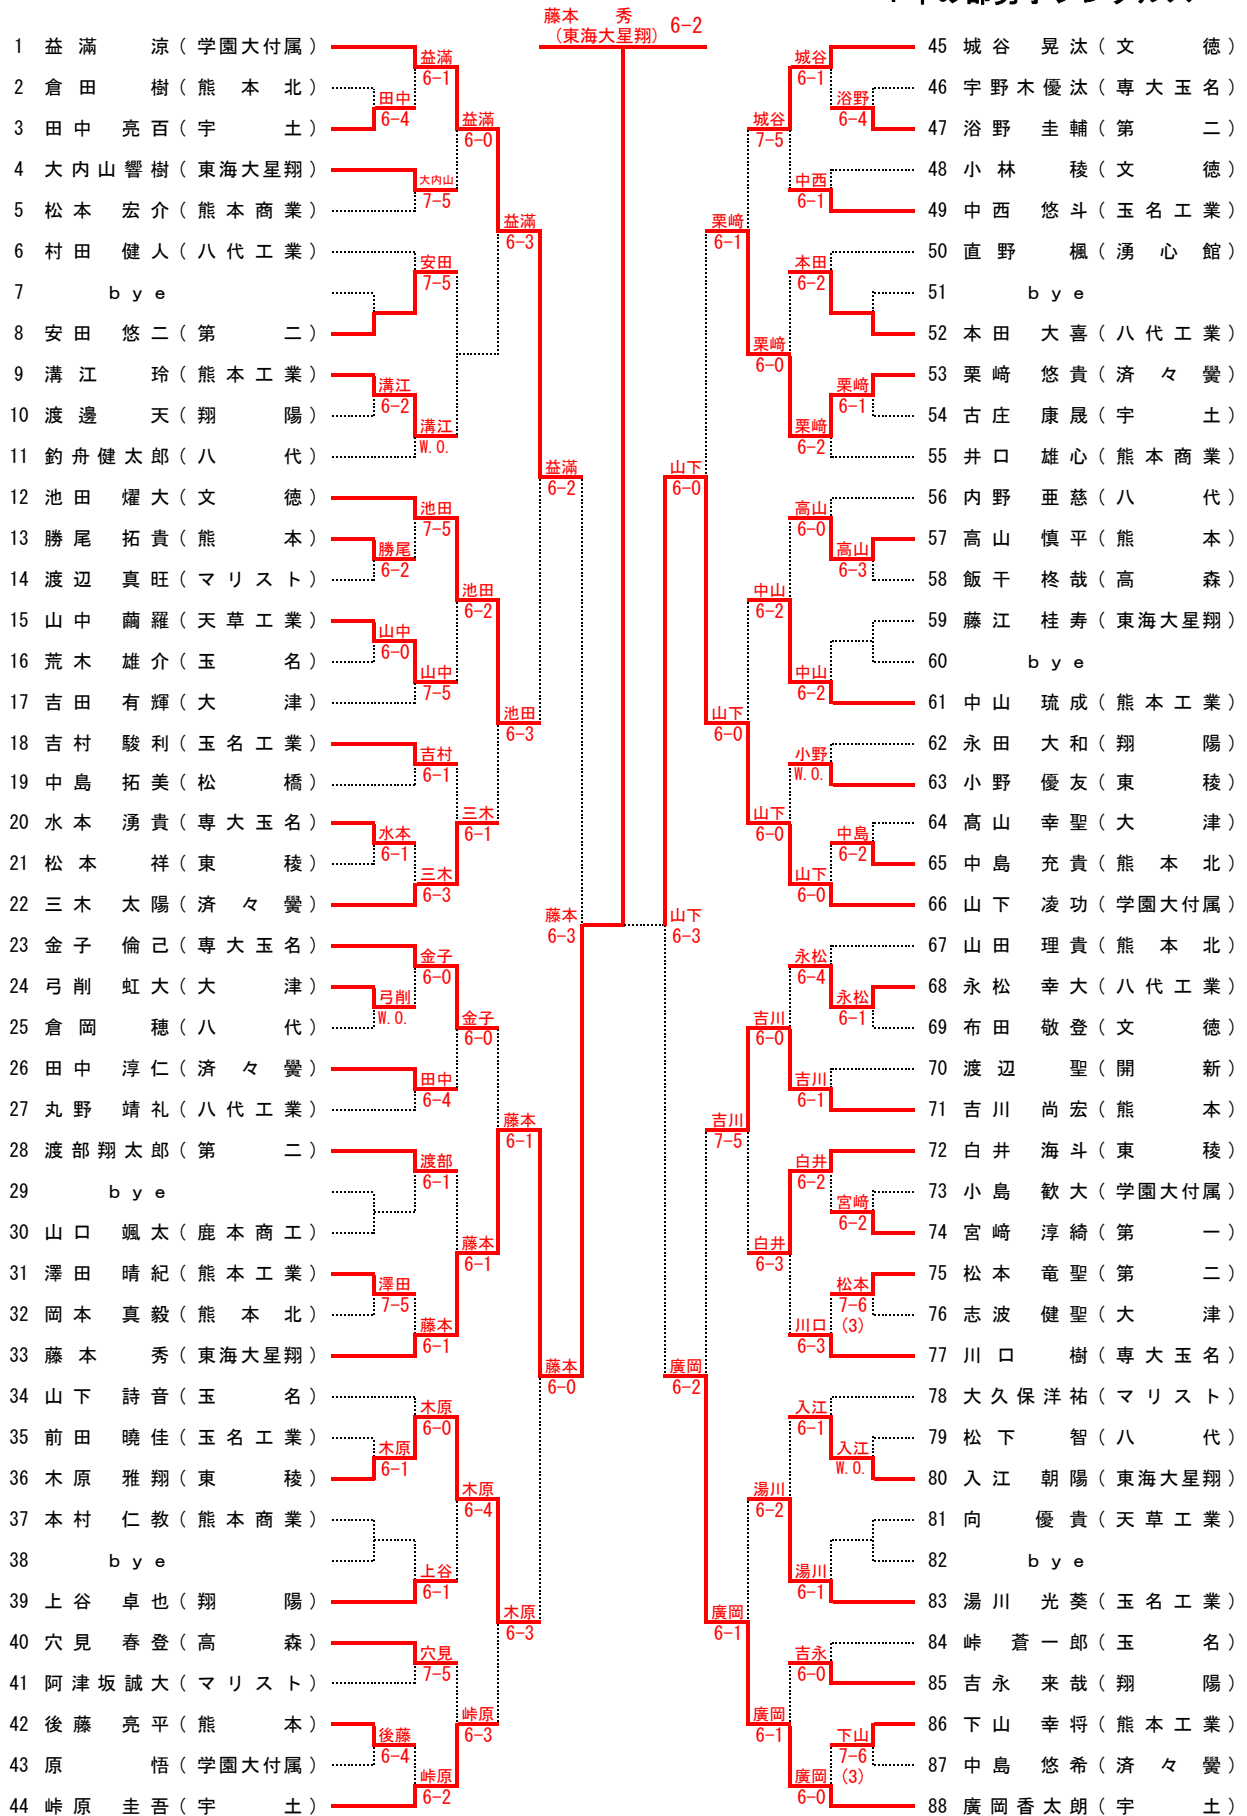 藤本 秀
(東海大星翔) 6-2
1 益滿 涼(学園大付属)
2 倉田 樹(熊本北)
3 田中 亮百(宇土)
4 大内山響樹(東海大星翔)
5 松本 宏介(熊本商業)
6 村田 健人(八代工業)
7 bye
8 安田 悠二(第二)
9 溝江 玲(熊本工業)
10 渡邊 天(翔陽)
11 釣舟健太郎(八代)
12 池田 燿大(文徳)
13 勝尾 拓貴(熊本)
14 渡辺 真旺(マリスト)
15 山中 繭羅(天草工業)
16 荒木 雄介(玉名)
17 吉田 有輝(大津)
18 吉村 駿利(玉名工業)
19 中島 拓美(松橋)
20 水本 湧貴(専大玉名)
21 松本 祥(東稜)
22 三木 太陽(済々黌)
23 金子 倫己(専大玉名)
24 弓削 虹大(大津)
25 倉岡 穂(八代)
26 田中 淳仁(済々黌)
27 丸野 靖礼(八代工業)
28 渡部翔太郎(第二)
29 bye
30 山口 颯太(鹿本商工)
31 澤田 晴紀(熊本工業)
32 岡本 真毅(熊本北)
33 藤本 秀(東海大星翔)
34 山下 詩音(玉名)
35 前田 曉佳(玉名工業)
36 木原 雅翔(東稜)
37 本村 仁教(熊本商業)
38 bye
39 上谷 卓也(翔陽)
40 穴見 春登(高森)
41 阿津坂誠大(マリスト)
42 後藤 亮平(熊本)
43 原 悟(学園大付属)
44 峠原 圭吾(宇土)
田中
6-4
溝江
6-2
勝尾
6-2
山中
6-0
水本
6-1
弓削
W.O.
澤田
7-5
木原
6-1
後藤
6-4
益滿
6-1
大内山
7-5
安田
7-5
溝江
W.O.
池田
7-5
山中
7-5
吉村
6-1
三木
6-3
金子
6-0
田中
6-4
渡部
6-1
藤本
6-1
木原
6-0
上谷
6-1
穴見
7-5
峠原
6-2
益滿
6-0
池田
6-2
三木
6-1
金子
6-0
藤本
6-1
木原
6-4
峠原
6-3
益滿
6-3
池田
6-3
藤本
6-1
木原
6-3
益滿
6-2
藤本
6-0
藤本
6-3
山下
6-3
山下
6-0
廣岡
6-2
栗﨑
6-1
山下
6-0
吉川
7-5
廣岡
6-1
城谷
7-5
栗﨑
6-0
中山
6-2
山下
6-0
吉川
6-0
白井
6-3
湯川
6-2
廣岡
6-1
城谷
6-1
中西
6-1
本田
6-2
栗﨑
6-2
高山
6-0
中山
6-2
小野
W.O.
山下
6-0
永松
6-4
吉川
6-1
白井
6-2
川口
6-3
入江
6-1
湯川
6-1
吉永
6-0
廣岡
6-0
浴野
6-4
栗﨑
6-1
高山
6-3
中島
6-2
永松
6-1
宮﨑
6-2
松本
7-6
(3)
入江
W.O.
下山
7-6
(3)
45 城谷 晃汰(文徳)
46 宇野木優汰(専大玉名)
47 浴野 圭輔(第二)
48 小林 稜(文徳)
49 中西 悠斗(玉名工業)
50 直野 楓(湧心館)
51 bye
52 本田 大喜(八代工業)
53 栗﨑 悠貴(済々黌)
54 古庄 康晟(宇土)
55 井口 雄心(熊本商業)
56 内野 亜慈(八代)
57 高山 慎平(熊本)
58 飯干 柊哉(高森)
59 藤江 桂寿(東海大星翔)
60 bye
61 中山 琉成(熊本工業)
62 永田 大和(翔陽)
63 小野 優友(東稜)
64 髙山 幸聖(大津)
65 中島 充貴(熊本北)
66 山下 凌功(学園大付属)
67 山田 理貴(熊本北)
68 永松 幸大(八代工業)
69 布田 敬登(文徳)
70 渡辺 聖(開新)
71 吉川 尚宏(熊本)
72 白井 海斗(東稜)
73 小島 歓大(学園大付属)
74 宮﨑 淳綺(第一)
75 松本 竜聖(第二)
76 志波 健聖(大津)
77 川口 樹(専大玉名)
78 大久保洋祐(マリスト)
79 松下 智(八代)
80 入江 朝陽(東海大星翔)
81 向 優貴(天草工業)
82 bye
83 湯川 光葵(玉名工業)
84 峠 蒼一郎(玉名)
85 吉永 来哉(翔陽)
86 下山 幸将(熊本工業)
87 中島 悠希(済々黌)
88 廣岡香太朗(宇土)